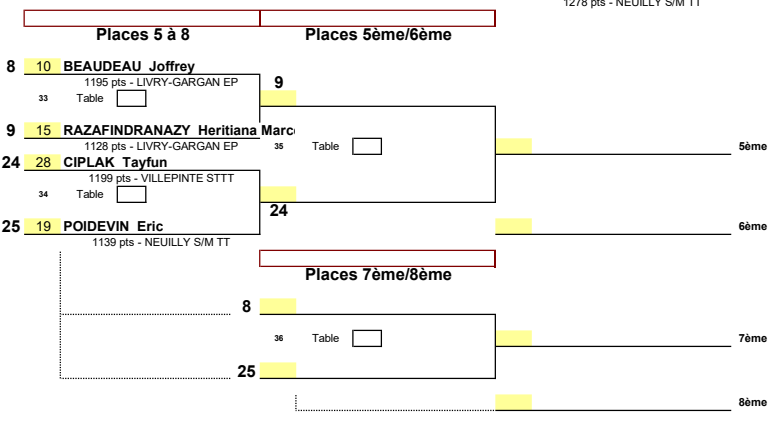 1278 pts - NEUILLY S/M TT
Places 5 à 8 Places 5ème/6ème
8 10 BEAUDEAU Joffrey
1195 pts - LIVRY-GARGAN EP 9
33 Table
9 15 RAZAFINDRANAZY Heritiana Marc
1128 pts - LIVRY-GARGAN EP 35 Table 5ème
24 28 CIPLAK Tayfun
1199 pts - VILLEPINTE STTT
34 Table
24
25 19 POIDEVIN Eric 6ème
1139 pts - NEUILLY S/M TT
Places 7ème/8ème
8
36 Table 7ème
25
8ème